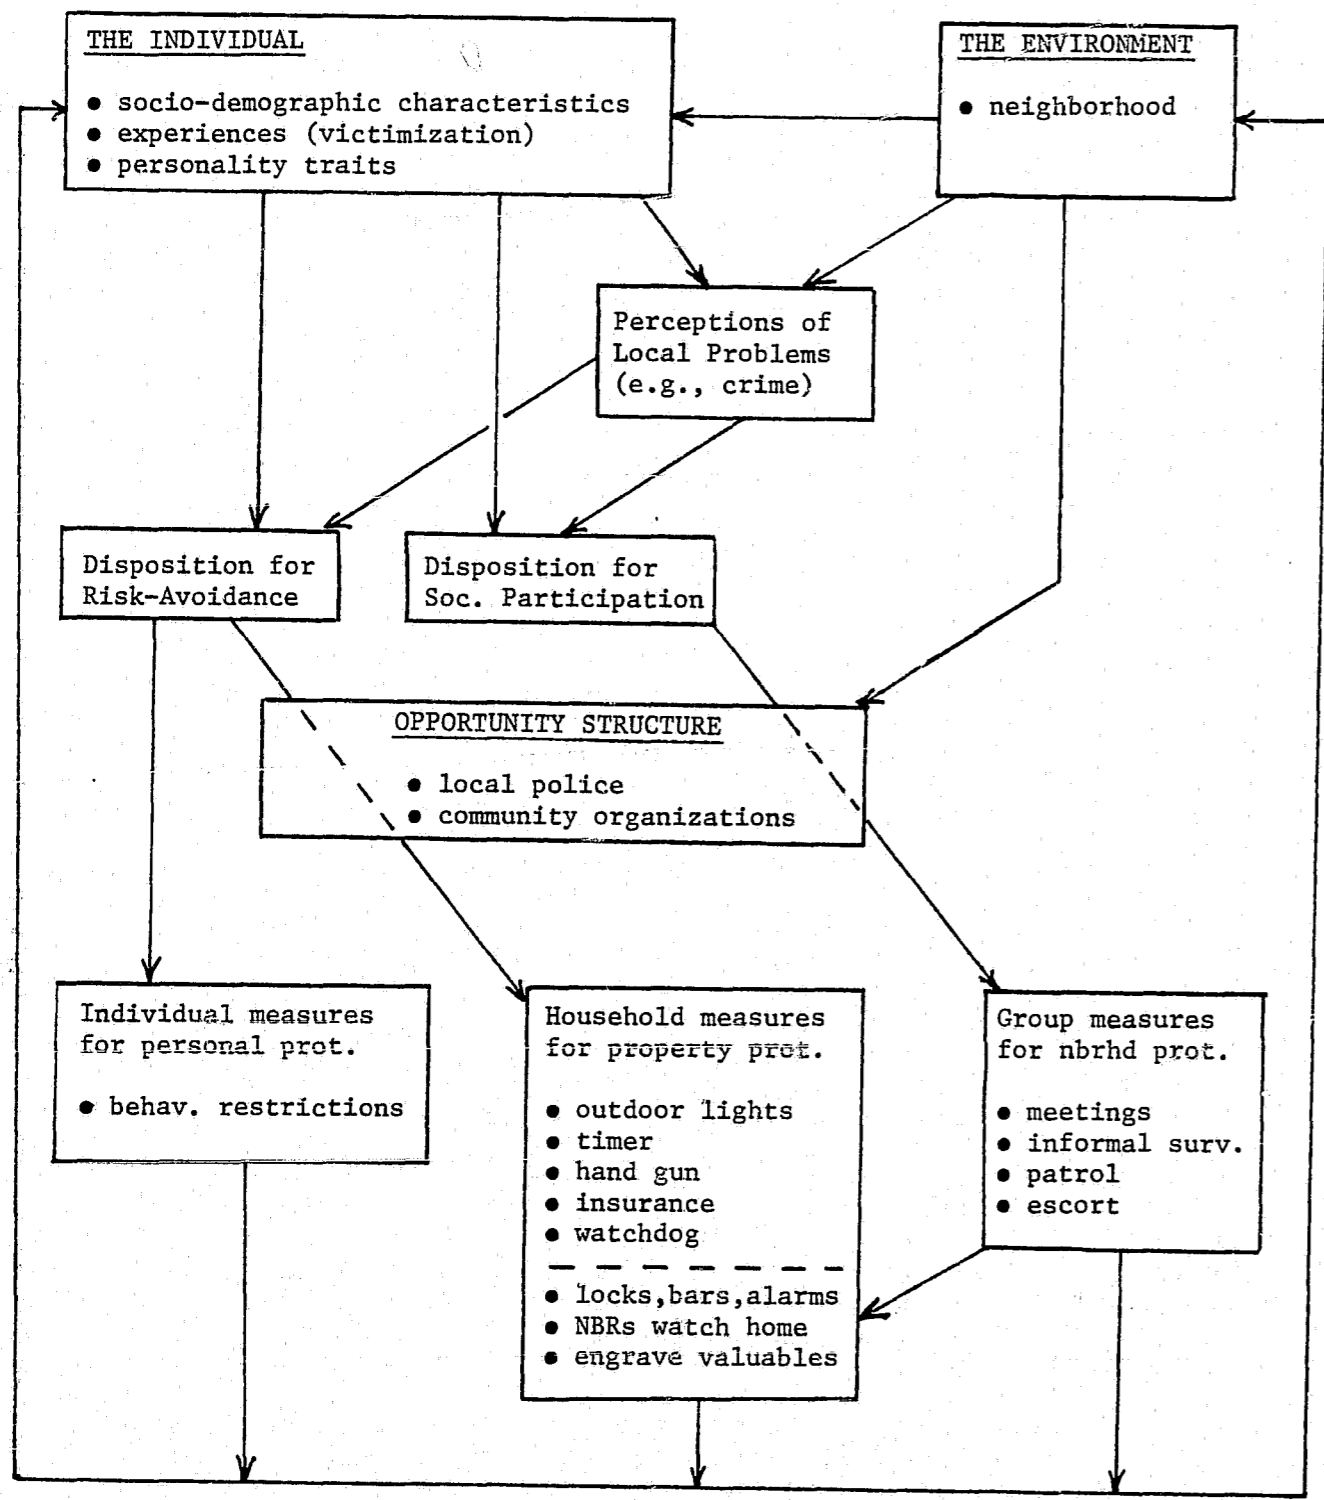 THE INDIVIDUAL
● socio-demographic characteristics
● experiences (victimization)
● personality traits
THE ENVIRONMENT
● neighborhood
Perceptions of
Local Problems
(e.g., crime)
Disposition for
Risk-Avoidance
Disposition for
Soc. Participation
OPPORTUNITY STRUCTURE
● local police
● community organizations
Individual measures
for personal prot.
● behav. restrictions
Household measures
for property prot.
● outdoor lights
● timer
● hand gun
● insurance
● watchdog
● locks,bars,alarms
● NBRs watch home
● engrave valuables
Group measures
for nbrhd prot.
● meetings
● informal surv.
● patrol
● escort